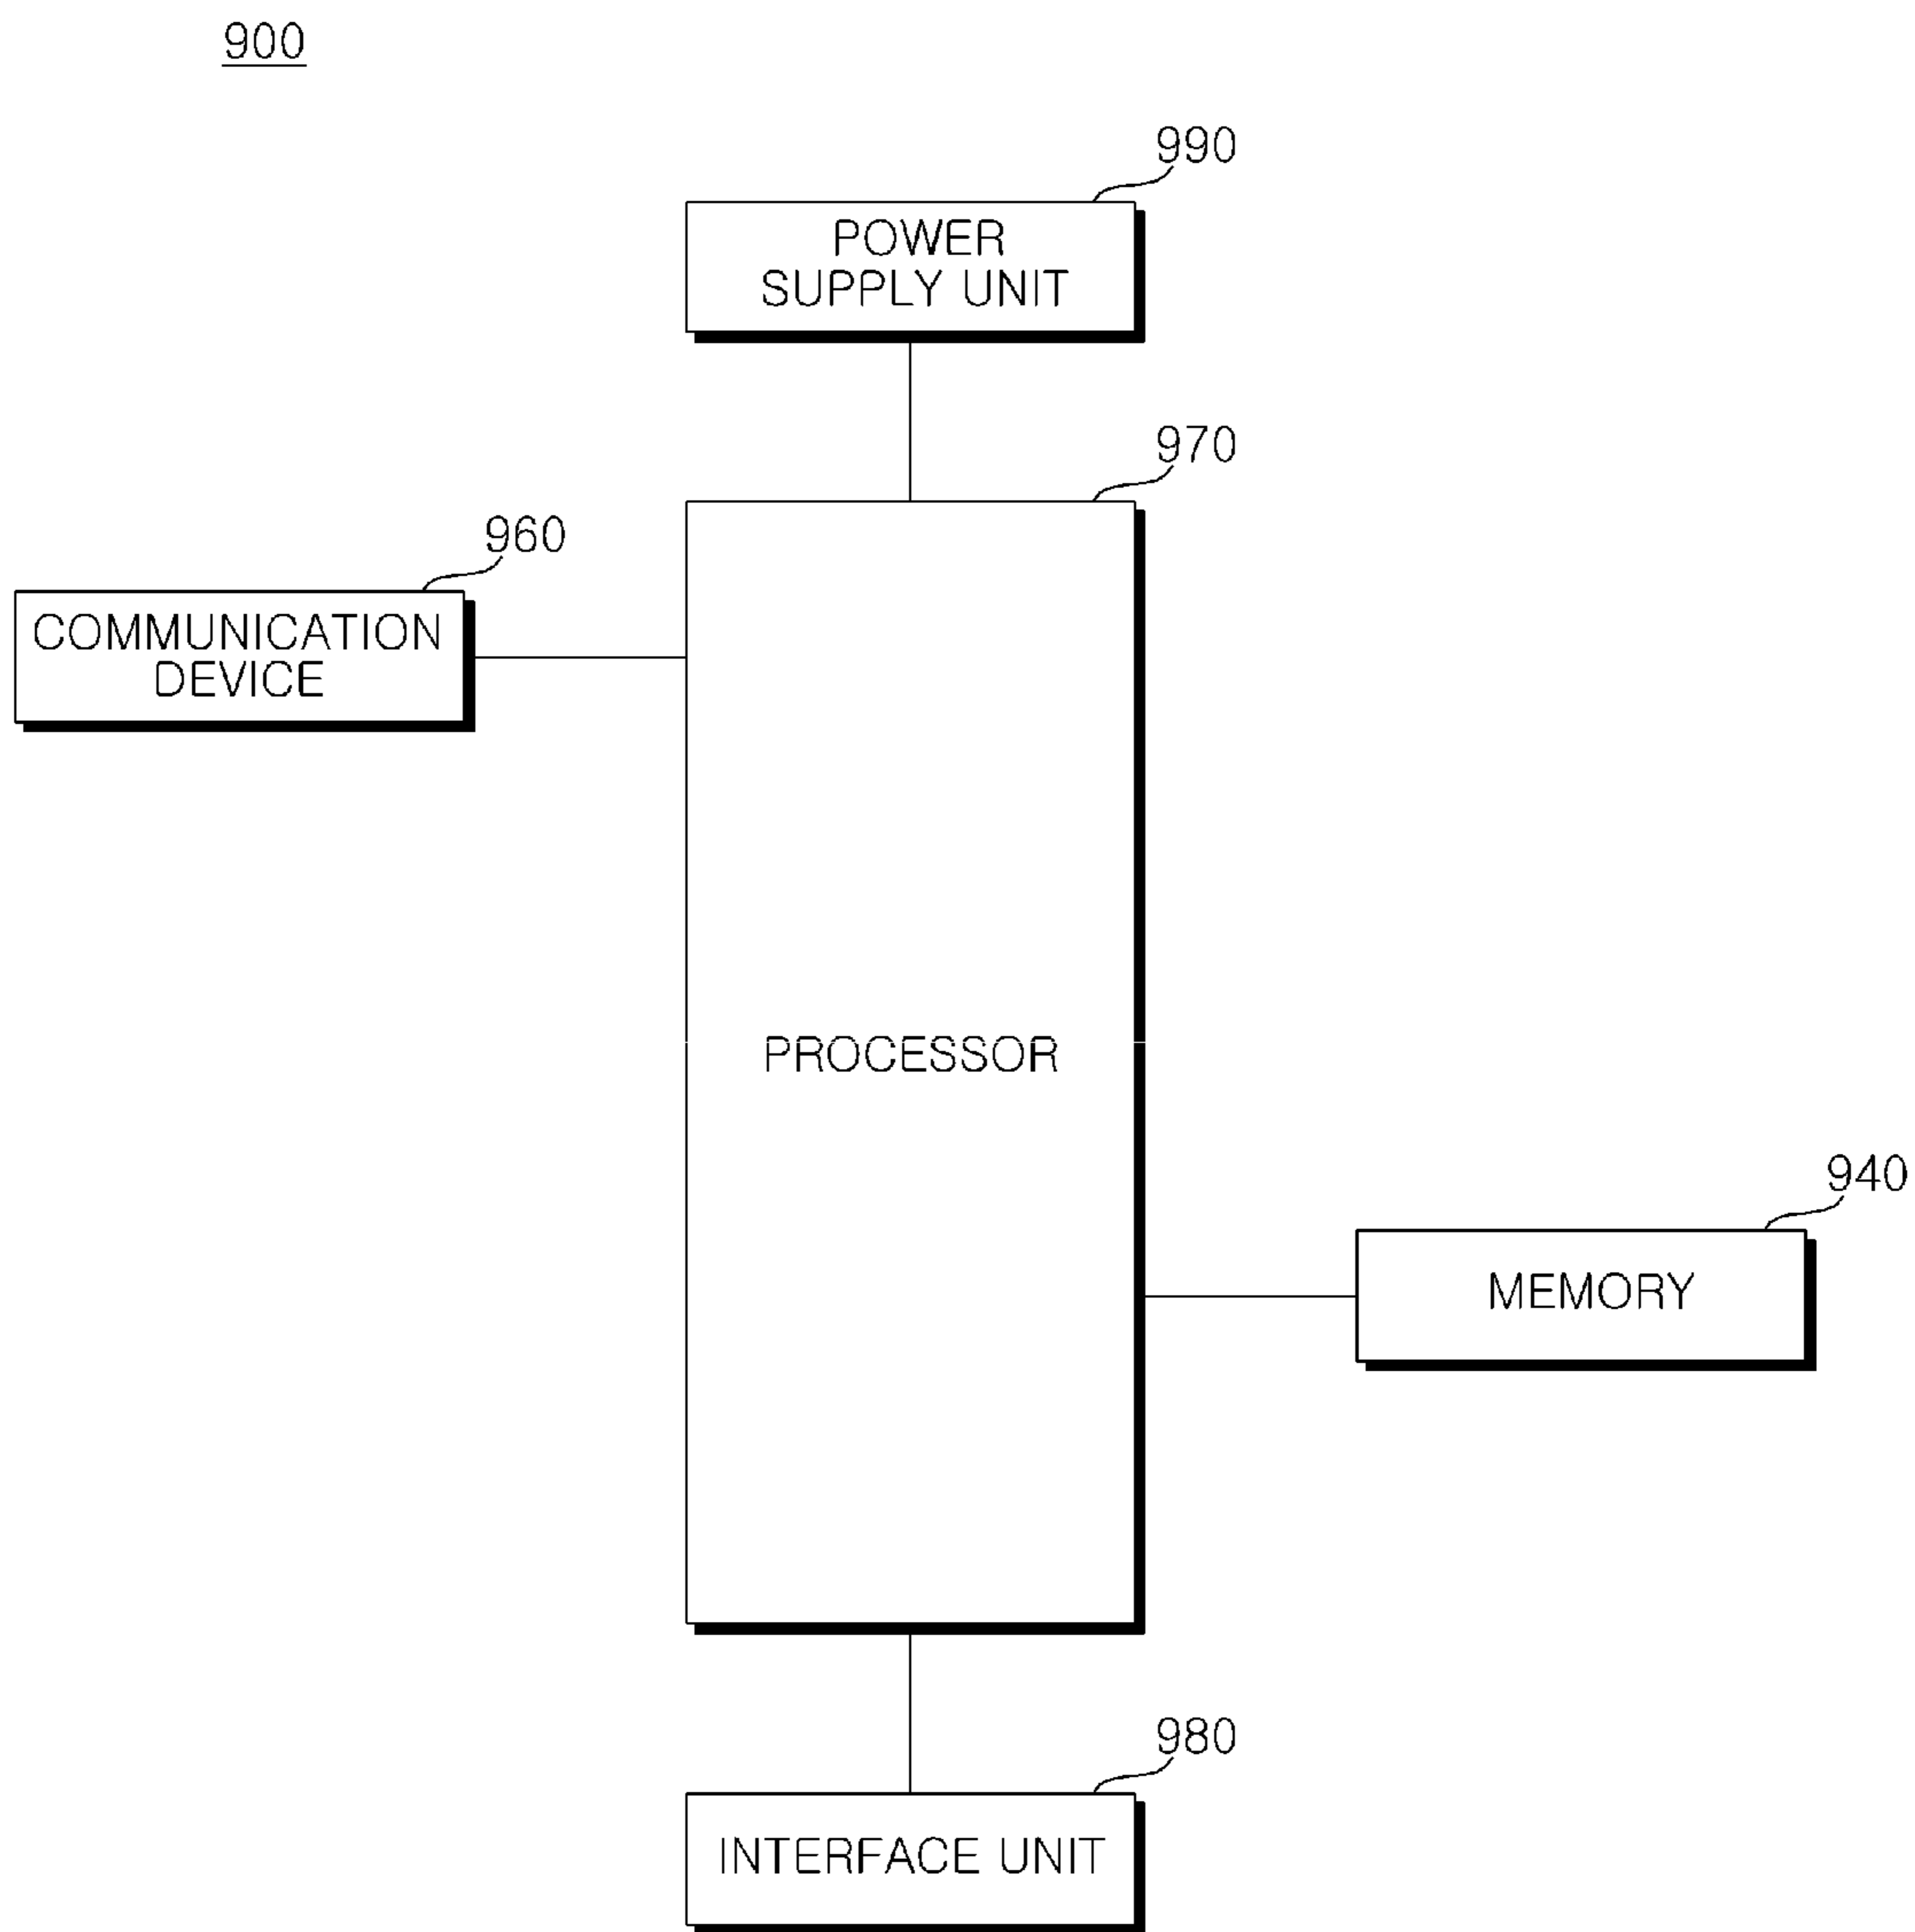 900
990
POWER
SUPPLY UNIT
970
960
COMMUNICATION
DEVICE
PROCESSOR
940
MEMORY
980
INTERFACE UNIT